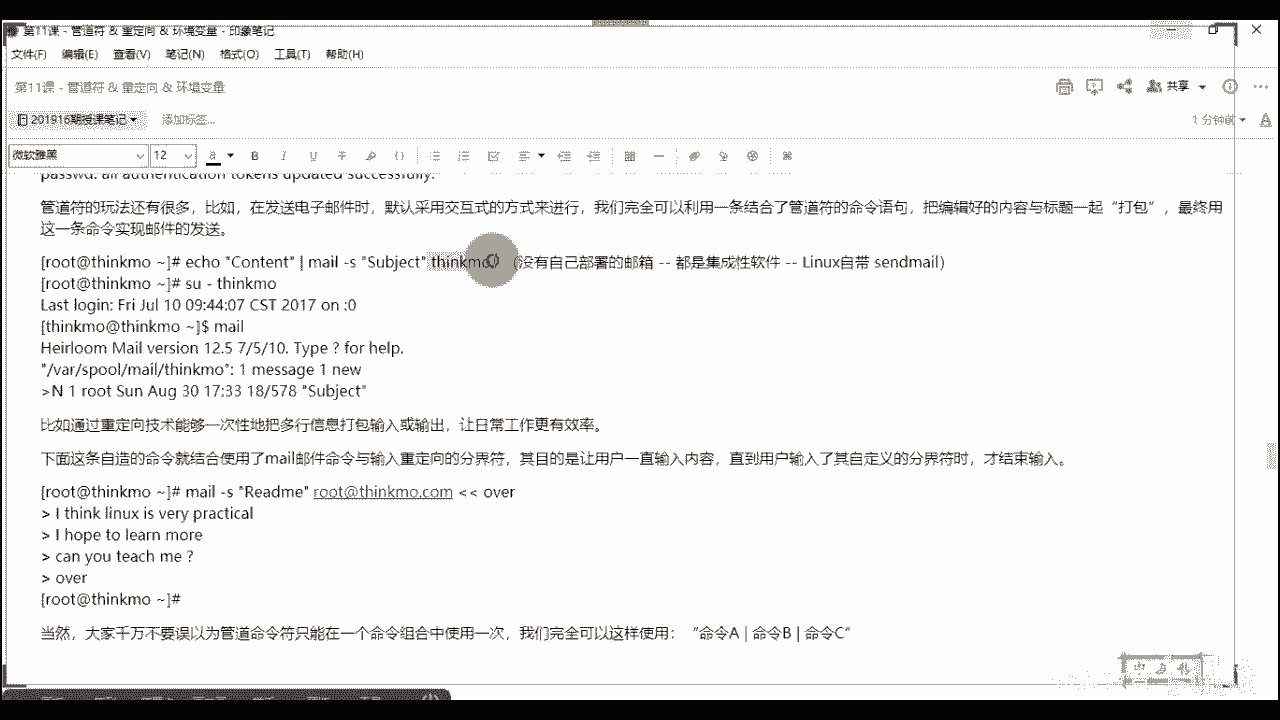 第11课 - 管道符 & 重定向 & 环境变量 - 印象笔记
文件(F) 编辑(E) 查看(V) 笔记(N) 格式(O) 工具(T) 帮助(H)
第11课 - 管道符 & 重定向 & 环境变量
共享
201916期授课笔记
添加标签...
1 分钟前
微软雅黑 12
passwd: all authentication tokens updated successfully.
管道符的玩法还有很多，比如，在发送电子邮件时，默认采用交互式的方式来进行，我们完全可以利用一条结合了管道符的命令语句，把编辑好的内容与标题一起“打包”，最终用
这一条命令实现邮件的发送。
[root@thinkmo ~]# echo "Content" | mail -s "Subject" thinkmo （没有自己部署的邮箱 -- 都是集成性软件 -- Linux自带 sendmail）
[root@thinkmo ~]# su - thinkmo
Last login: Fri Jul 10 09:44:07 CST 2017 on :0
[thinkmo@thinkmo ~]$ mail
Heirloom Mail version 12.5 7/5/10. Type ? for help.
"/var/spool/mail/thinkmo": 1 message 1 new
>N 1 root Sun Aug 30 17:33 18/578 "Subject"
比如通过重定向技术能够一次性地把多行信息打包输入或输出，让日常工作更有效率。
下面这条自造的命令就结合使用了mail邮件命令与输入重定向的分界符，其目的是让用户一直输入内容，直到用户输入了其自定义的分界符时，才结束输入。
[root@thinkmo ~]# mail -s "Readme" root@thinkmo.com << over
> I think linux is very practical
> I hope to learn more
> can you teach me ?
> over
[root@thinkmo ~]#
当然，大家千万不要误以为管道命令符只能在一个命令组合中使用一次，我们完全可以这样使用： “命令A | 命令B | 命令C”